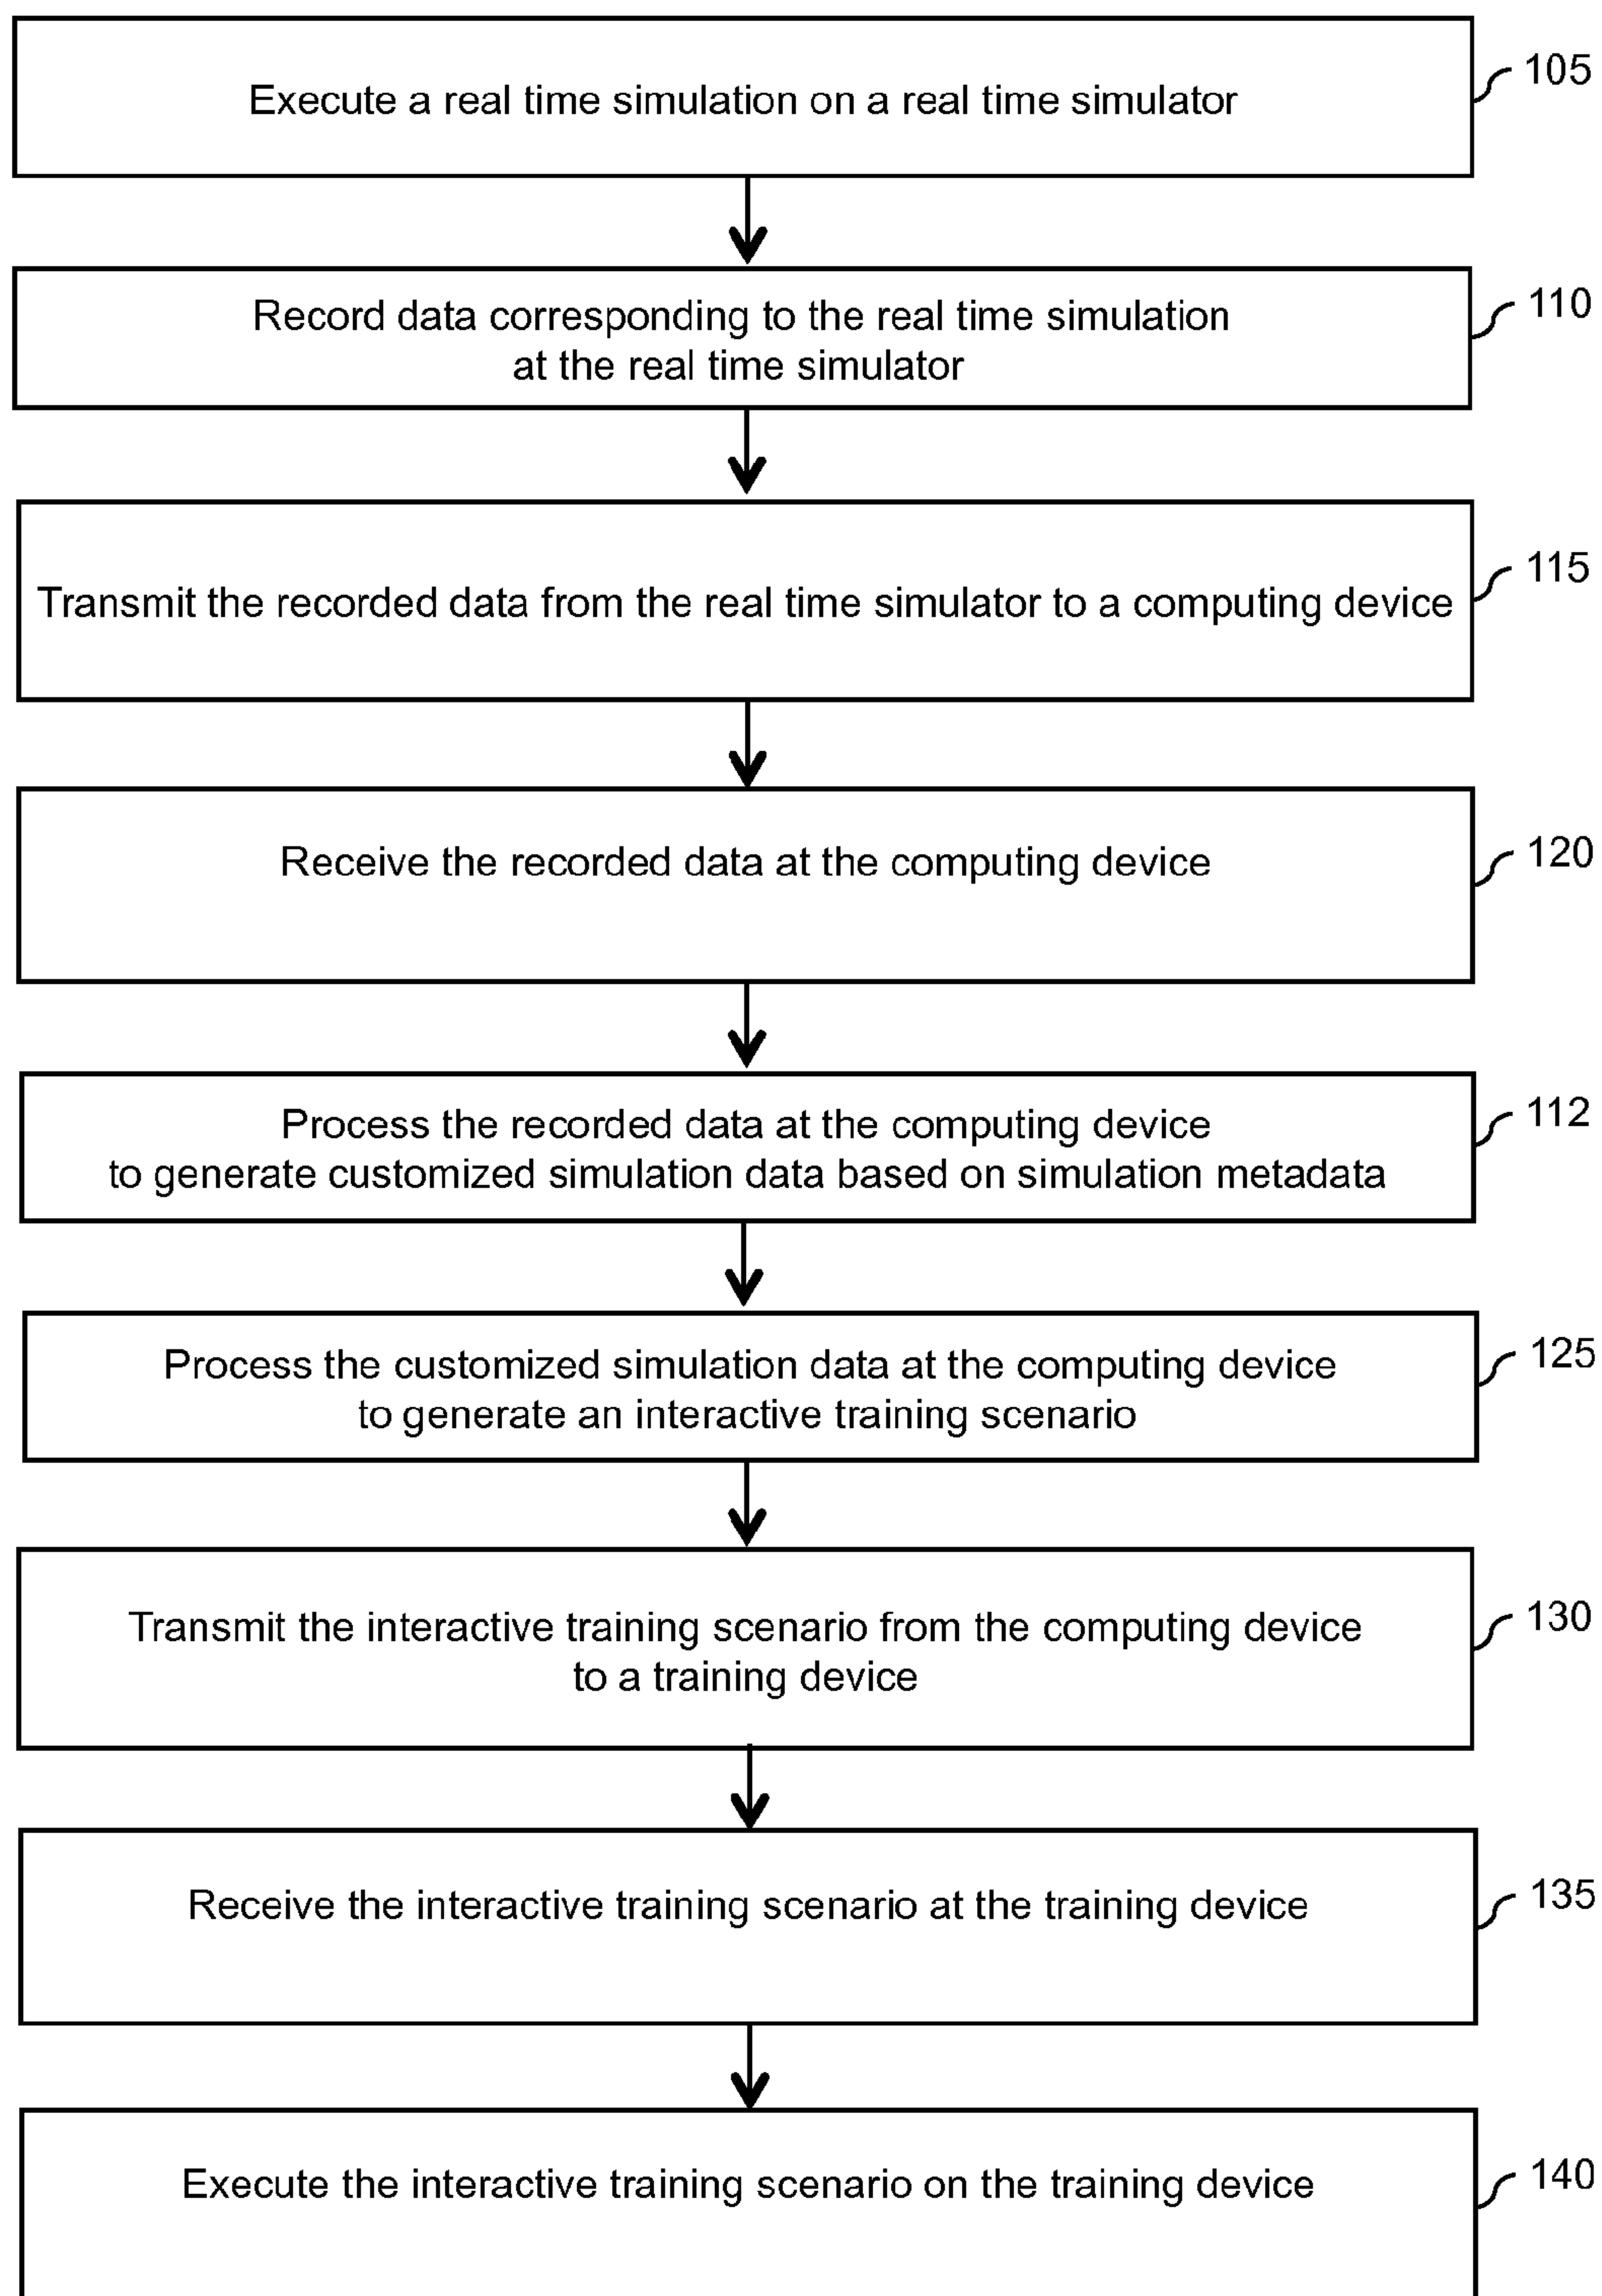 Execute a real time simulation on a real time simulator
105
Record data corresponding to the real time simulation
at the real time simulator
110
Transmit the recorded data from the real time simulator to a computing device
115
Receive the recorded data at the computing device
120
Process the recorded data at the computing device
to generate customized simulation data based on simulation metadata
112
Process the customized simulation data at the computing device
to generate an interactive training scenario
125
Transmit the interactive training scenario from the computing device
to a training device
130
Receive the interactive training scenario at the training device
135
Execute the interactive training scenario on the training device
140